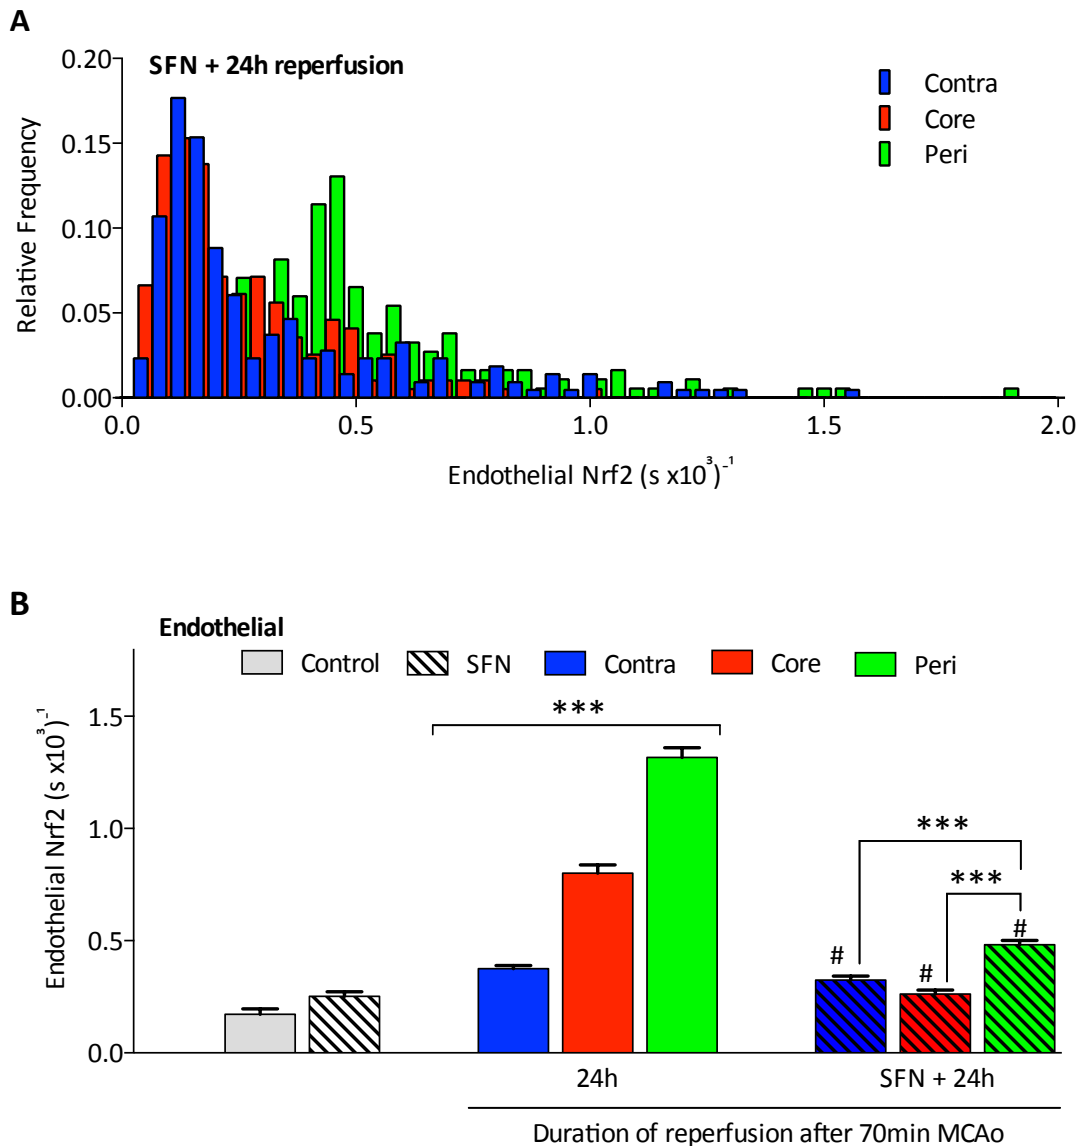 A
0.20
SFN + 24h reperfusion
Contra
Core
Peri
0.15
0.10
0.05
0.00
Relative Frequency
0.0 0.5 1.0 1.5 2.0
Endothelial Nrf2 (s x10³)⁻¹
B
Endothelial
Control SFN Contra Core Peri
***
1.5
1.0
0.5
0.0
Endothelial Nrf2 (s x10³)⁻¹
***
***
# # #
24h SFN + 24h
Duration of reperfusion after 70min MCAo